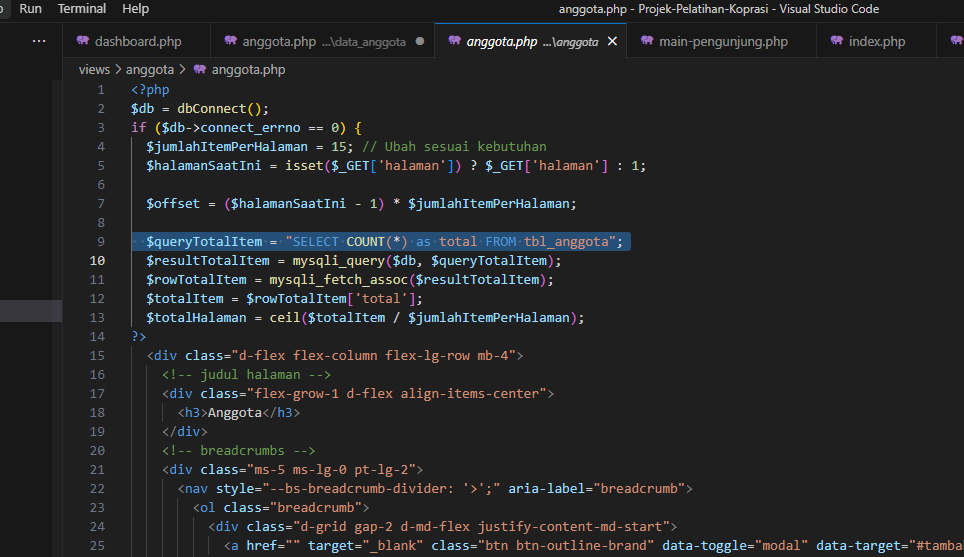 Run Terminal Help anggota.php - Projek-Pelatihan-Koprasi - Visual Studio Code
... dashboard.php anggota.php ...\data_anggota anggota.php ...\anggota main-pengunjung.php index.php
views > anggota > anggota.php
1 <?php
2 $db = dbConnect();
3 if ($db->connect_errno == 0) {
4 $jumlahItemPerHalaman = 15; // Ubah sesuai kebutuhan
5 $halamanSaatIni = isset($_GET['halaman']) ? $_GET['halaman'] : 1;
6
7 $offset = ($halamanSaatIni - 1) * $jumlahItemPerHalaman;
8
9 $queryTotalItem = "SELECT COUNT(*) as total FROM tbl_anggota";
10 $resultTotalItem = mysqli_query($db, $queryTotalItem);
11 $rowTotalItem = mysqli_fetch_assoc($resultTotalItem);
12 $totalItem = $rowTotalItem['total'];
13 $totalHalaman = ceil($totalItem / $jumlahItemPerHalaman);
14 ?>
15 <div class="d-flex flex-column flex-lg-row mb-4">
16 <!-- judul halaman -->
17 <div class="flex-grow-1 d-flex align-items-center">
18 <h3>Anggota</h3>
19 </div>
20 <!-- breadcrumbs -->
21 <div class="ms-5 ms-lg-0 pt-lg-2">
22 <nav style="--bs-breadcrumb-divider: '>';" aria-label="breadcrumb">
23 <ol class="breadcrumb">
24 <div class="d-grid gap-2 d-md-flex justify-content-md-start">
25 <a href="" target="_blank" class="btn btn-outline-brand" data-toggle="modal" data-target="#tamba